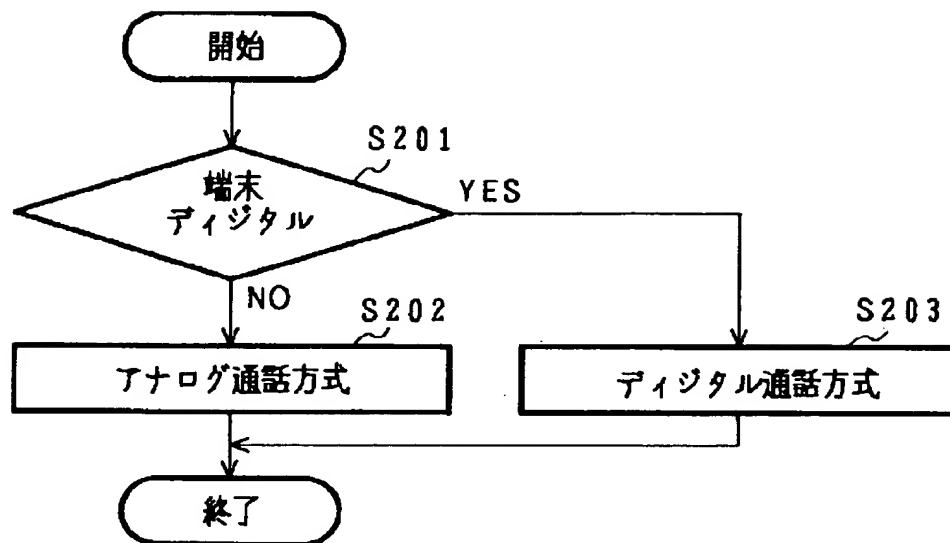 開始
S201
端末
ディジタル
YES
NO
S202
アナログ通話方式
S203
ディジタル通話方式
終了